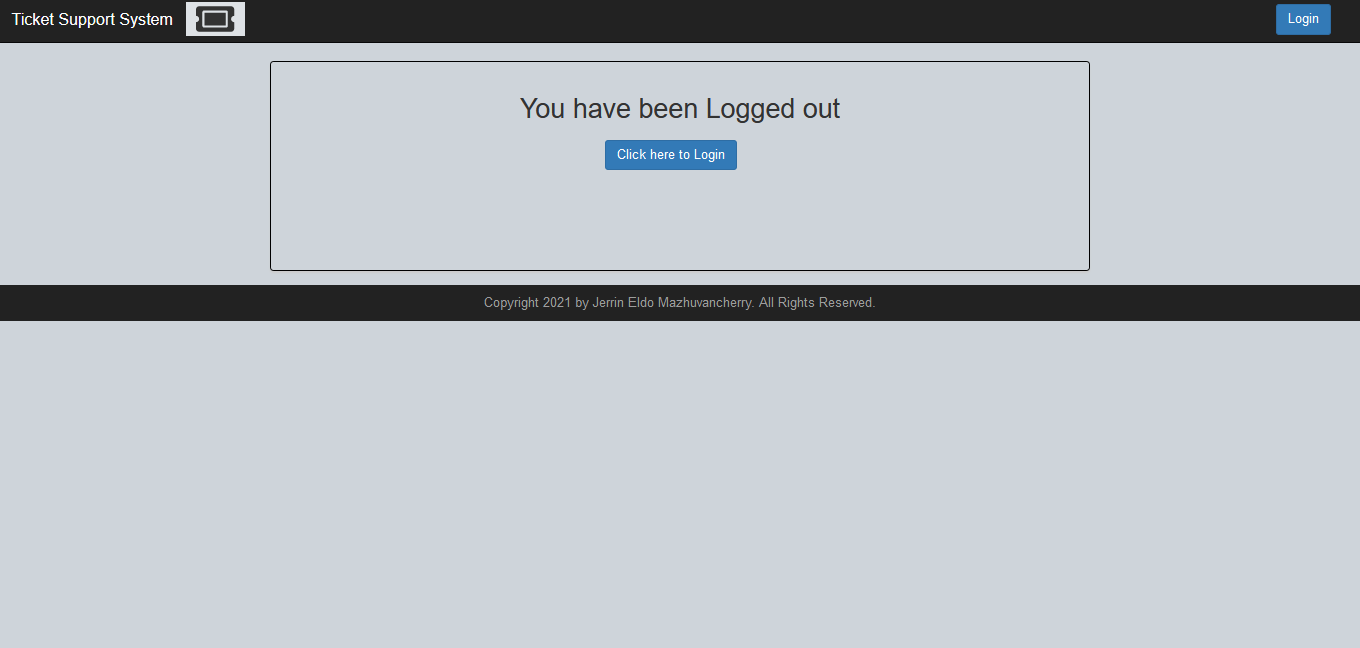 Ticket Support System
Login
You have been Logged out
Click here to Login
Copyright 2021 by Jerrin Eldo Mazhuvancherry. All Rights Reserved.